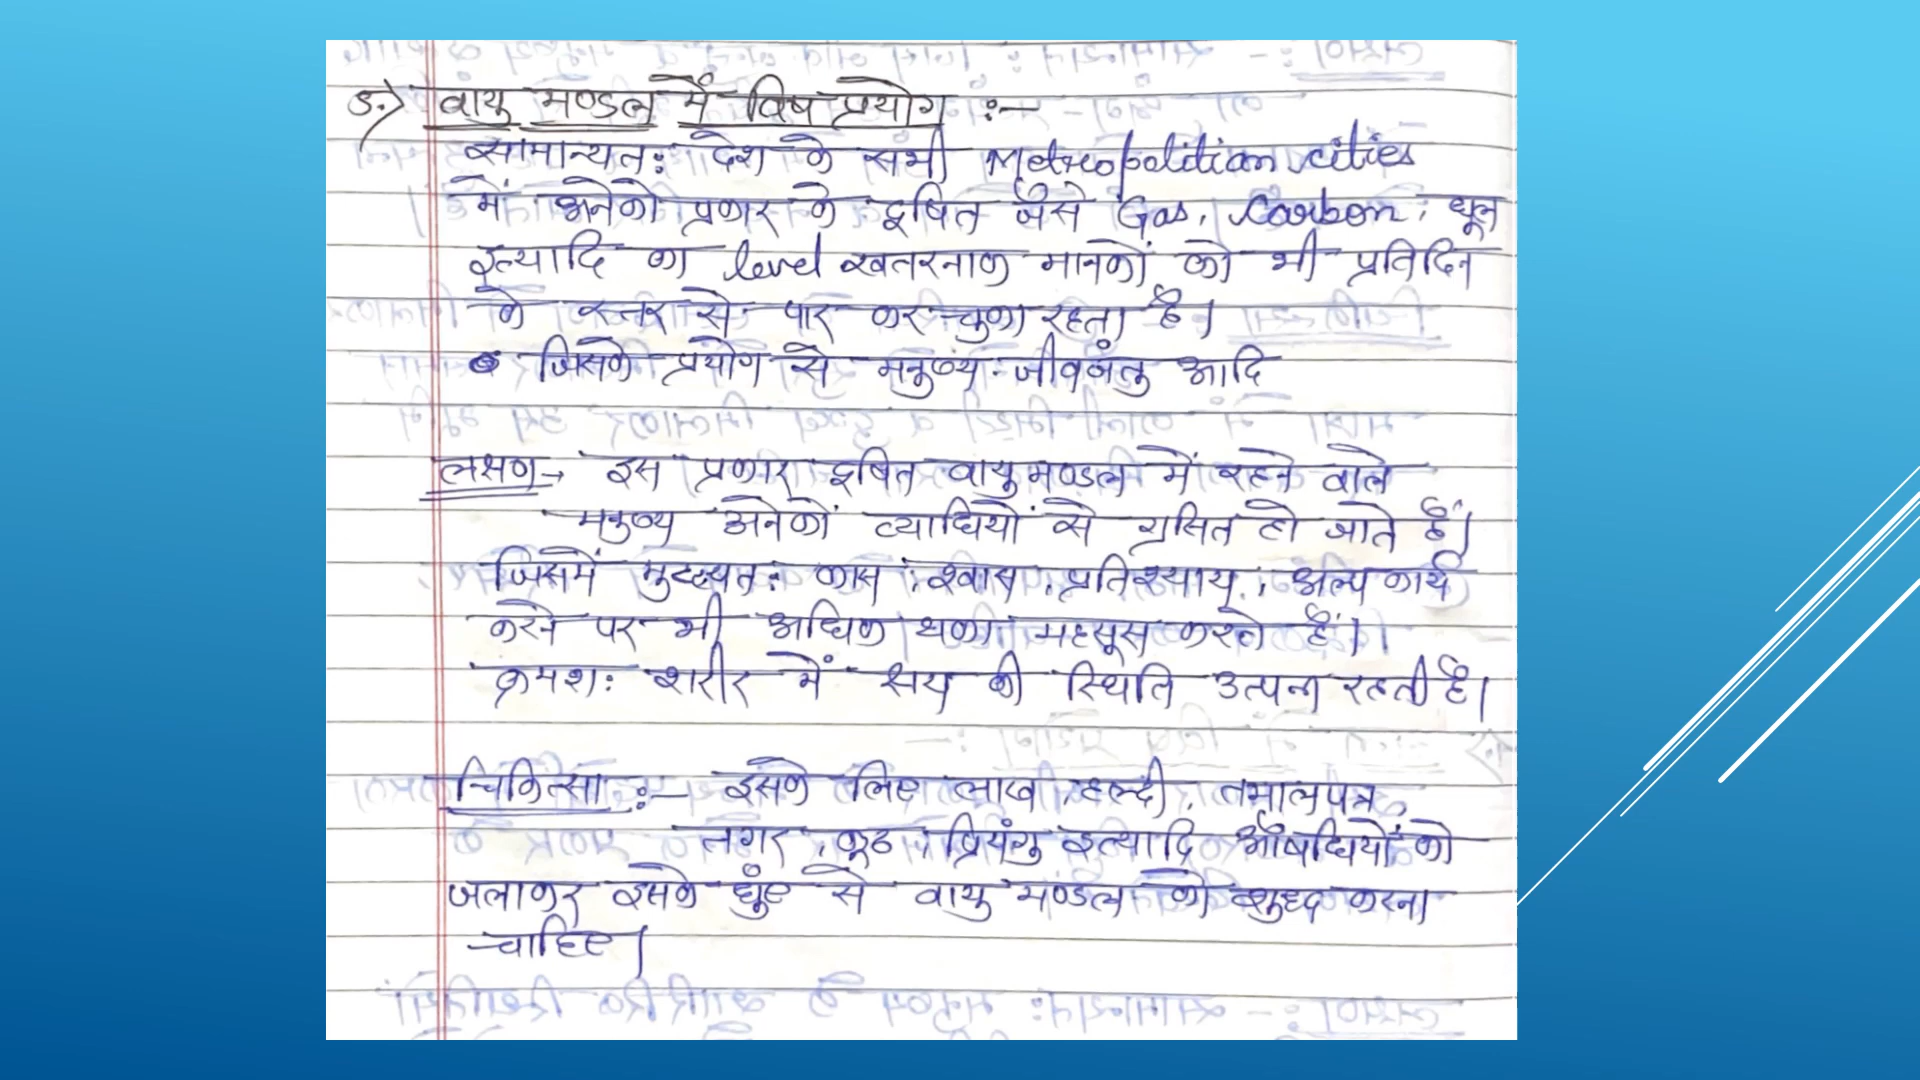 5.) वायु मण्डल में विष प्रयोग :–
सामान्यत: देश के सभी Metropolitian cities
में अनेको प्रकार के दूषित जैसे Gas, Carbon, धूल
इत्यादि का level खतरनाक मानकों को भी प्रतिदिन
के स्तर से पार कर चुका रहता है।
• जिसके प्रयोग से मनुष्य जीवजंतु आदि
लक्षण → इस प्रकार दूषित वायुमण्डल में रहने वाले
मनुष्य अनेकों व्याधियों से ग्रसित हो जाते हैं।
जिसमें मुख्यत: कास, श्वास, प्रतिश्याय, अल्प कार्य
करने पर भी अधिक थका महसूस करते हैं।
क्रमश: शरीर में क्षय की स्थिति उत्पन्न रहती है।
चिकित्सा :– इसके लिए लाख, हल्दी, तमालपत्र,
तगर, कूठ, प्रियंगु इत्यादि औषधियों को
जलाकर इसके धुंए से वायु मण्डल को शुद्ध करना
चाहिए।